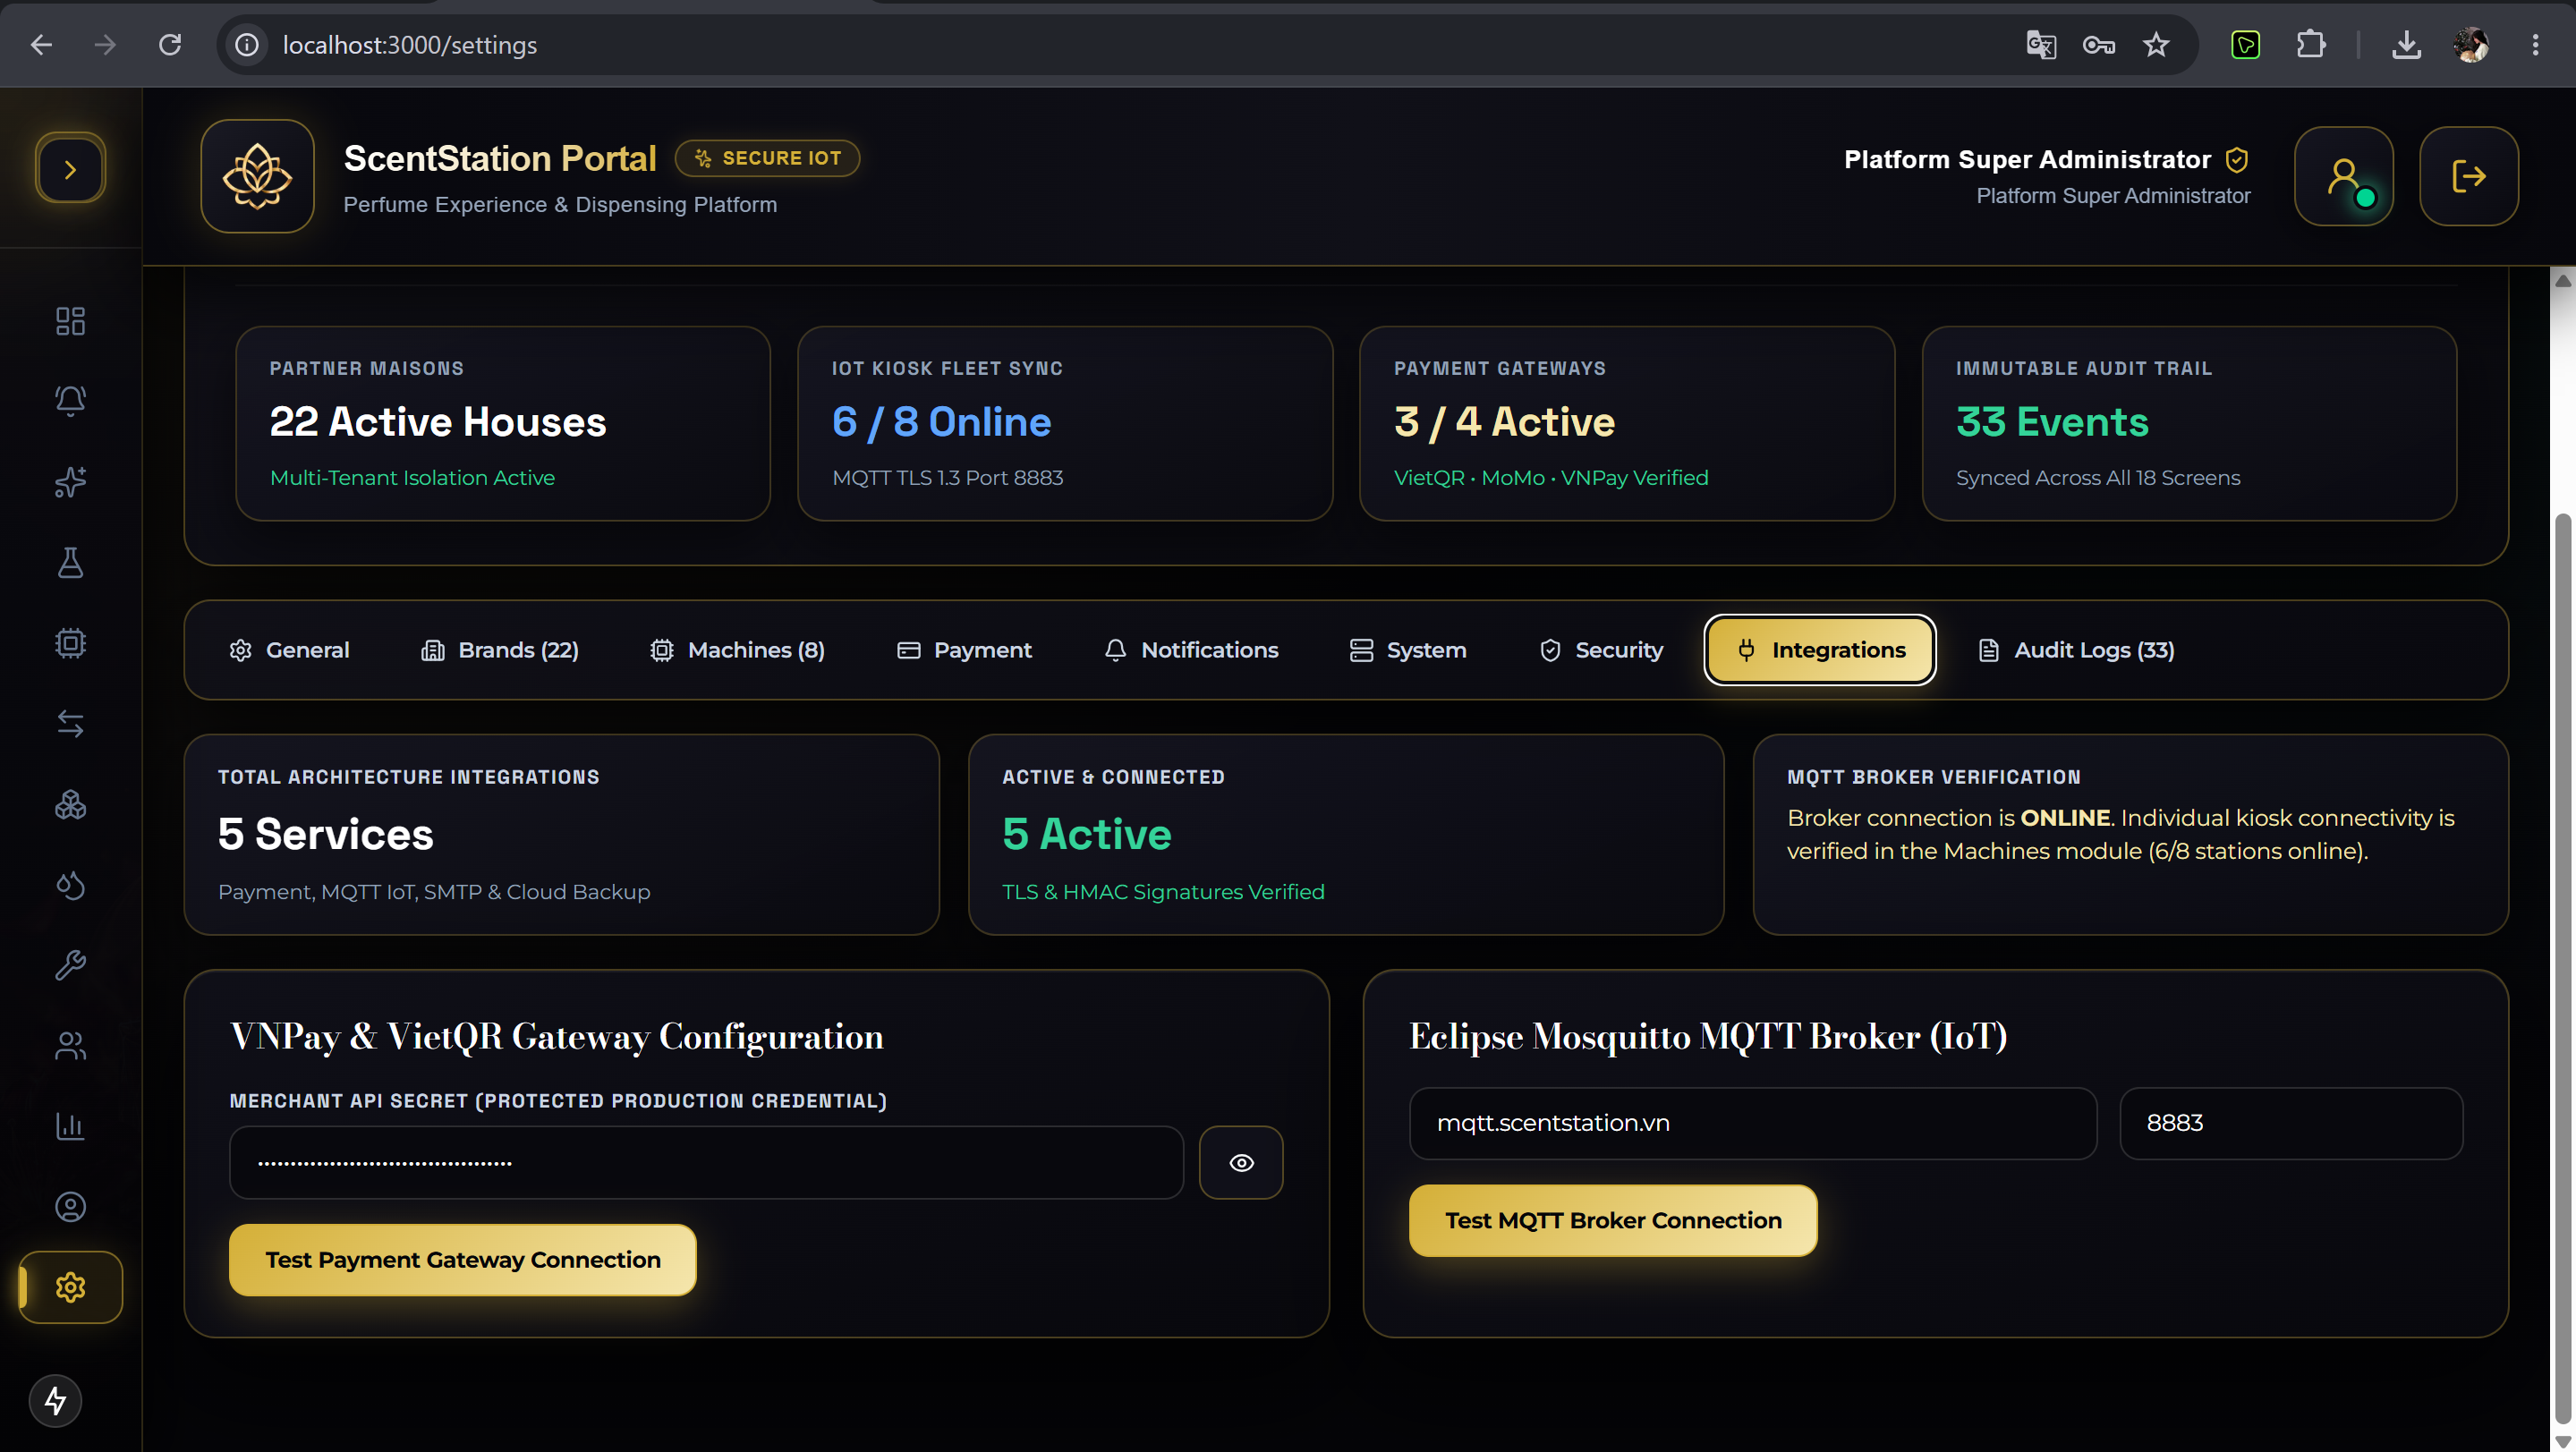 localhost:3000/settings
ScentStation Portal
SECURE IOT
Perfume Experience & Dispensing Platform
Platform Super Administrator
Platform Super Administrator
PARTNER MAISONS
22 Active Houses
Multi-Tenant Isolation Active
IOT KIOSK FLEET SYNC
6 / 8 Online
MQTT TLS 1.3 Port 8883
PAYMENT GATEWAYS
3 / 4 Active
VietQR • MoMo • VNPay Verified
IMMUTABLE AUDIT TRAIL
33 Events
Synced Across All 18 Screens
General
Brands (22)
Machines (8)
Payment
Notifications
System
Security
Integrations
Audit Logs (33)
TOTAL ARCHITECTURE INTEGRATIONS
5 Services
Payment, MQTT IoT, SMTP & Cloud Backup
ACTIVE & CONNECTED
5 Active
TLS & HMAC Signatures Verified
MQTT BROKER VERIFICATION
Broker connection is ONLINE. Individual kiosk connectivity is
verified in the Machines module (6/8 stations online).
VNPay & VietQR Gateway Configuration
MERCHANT API SECRET (PROTECTED PRODUCTION CREDENTIAL)
Test Payment Gateway Connection
Eclipse Mosquitto MQTT Broker (IoT)
mqtt.scentstation.vn
8883
Test MQTT Broker Connection